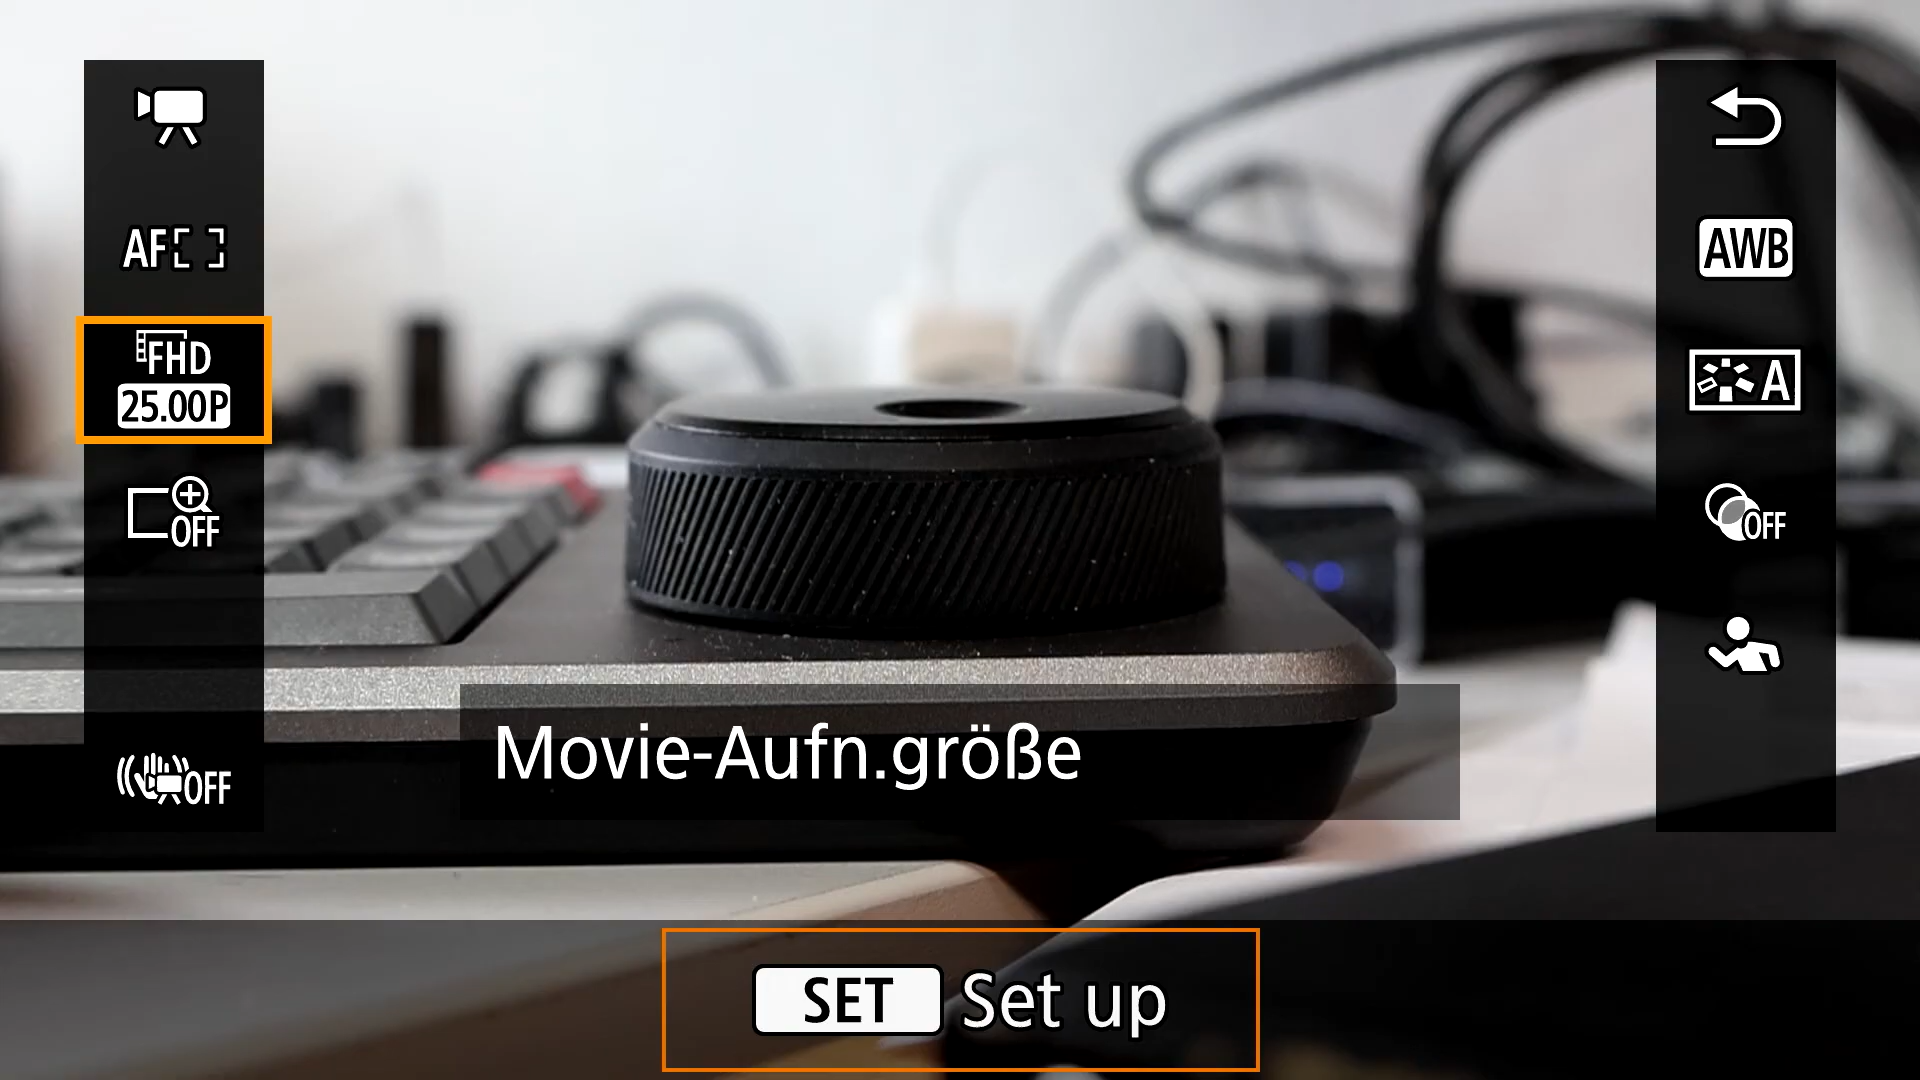 AF
FHD
25.00P
OFF
OFF
AWB
A
OFF
Movie-Aufn.größe
SET Set up